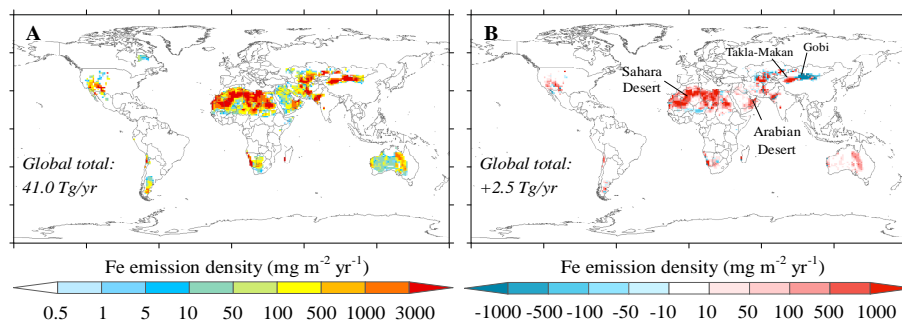 A
Global total:
41.0 Tg/yr
Fe emission density (mg m⁻² yr⁻¹)
0.5 1 5 10 50 100 500 1000 3000
B
Takla-Makan
Gobi
Sahara
Desert
Arabian
Desert
Global total:
+2.5 Tg/yr
Fe emission density (mg m⁻² yr⁻¹)
-1000 -500 -100 -50 -10 10 50 100 500 1000